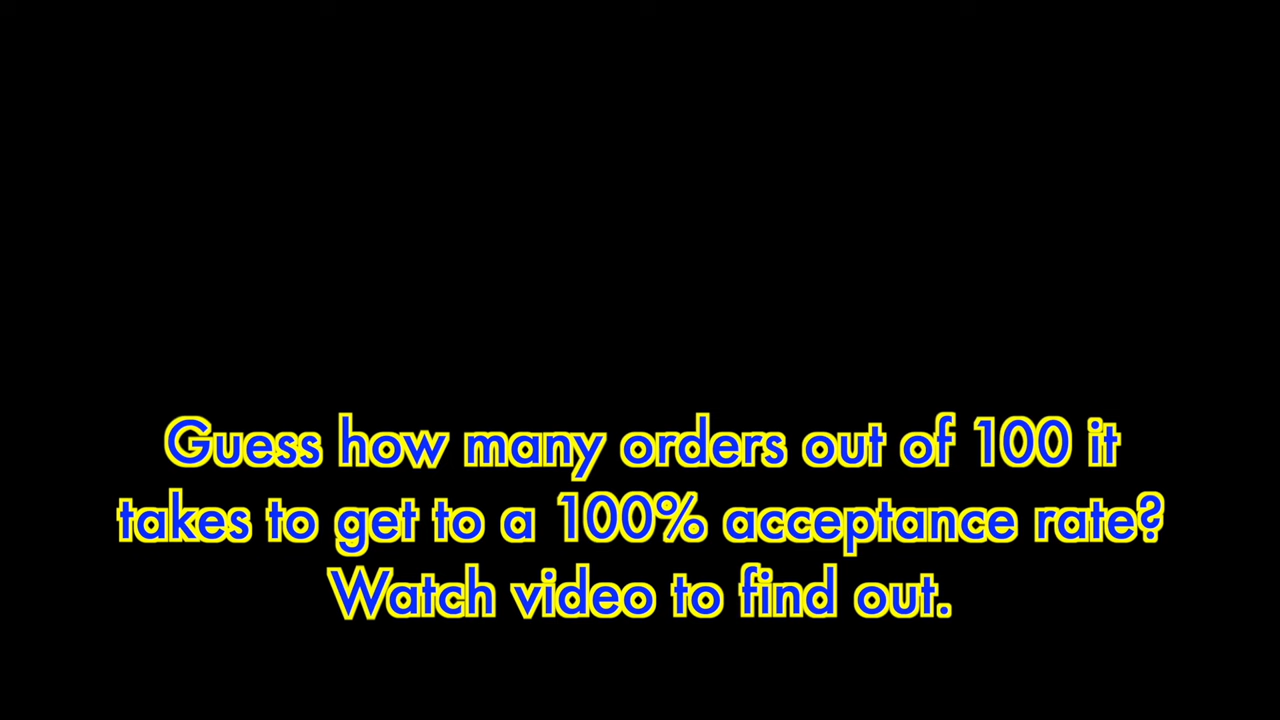 Guess how many orders out of 100 it
takes to get to a 100% acceptance rate?
Watch video to find out.